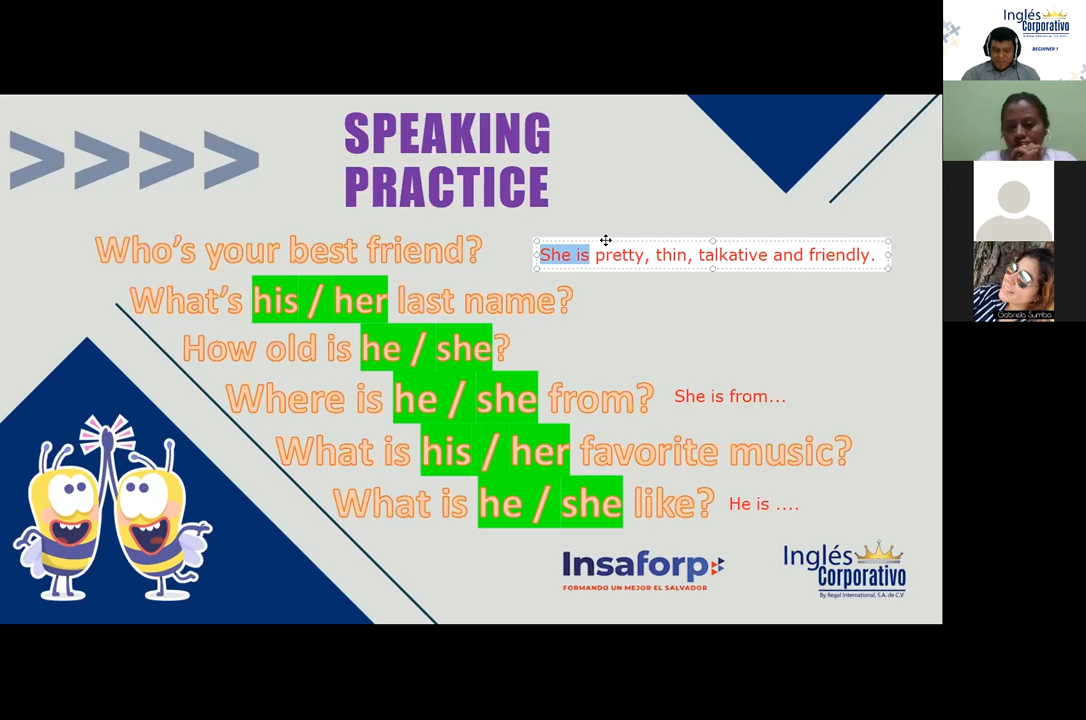 Inglés
Corporativo
BEGINNER 1
SPEAKING
PRACTICE
Who's your best friend?
She is pretty, thin, talkative and friendly.
What's his / her last name?
How old is he / she?
Where is he / she from?
She is from...
What is his / her favorite music?
What is he / she like?
He is ....
Gabriela Sumba
Insaforp
FORMANDO UN MEJOR EL SALVADOR
Inglés
Corporativo
By Regal International, S.A. de C.V.